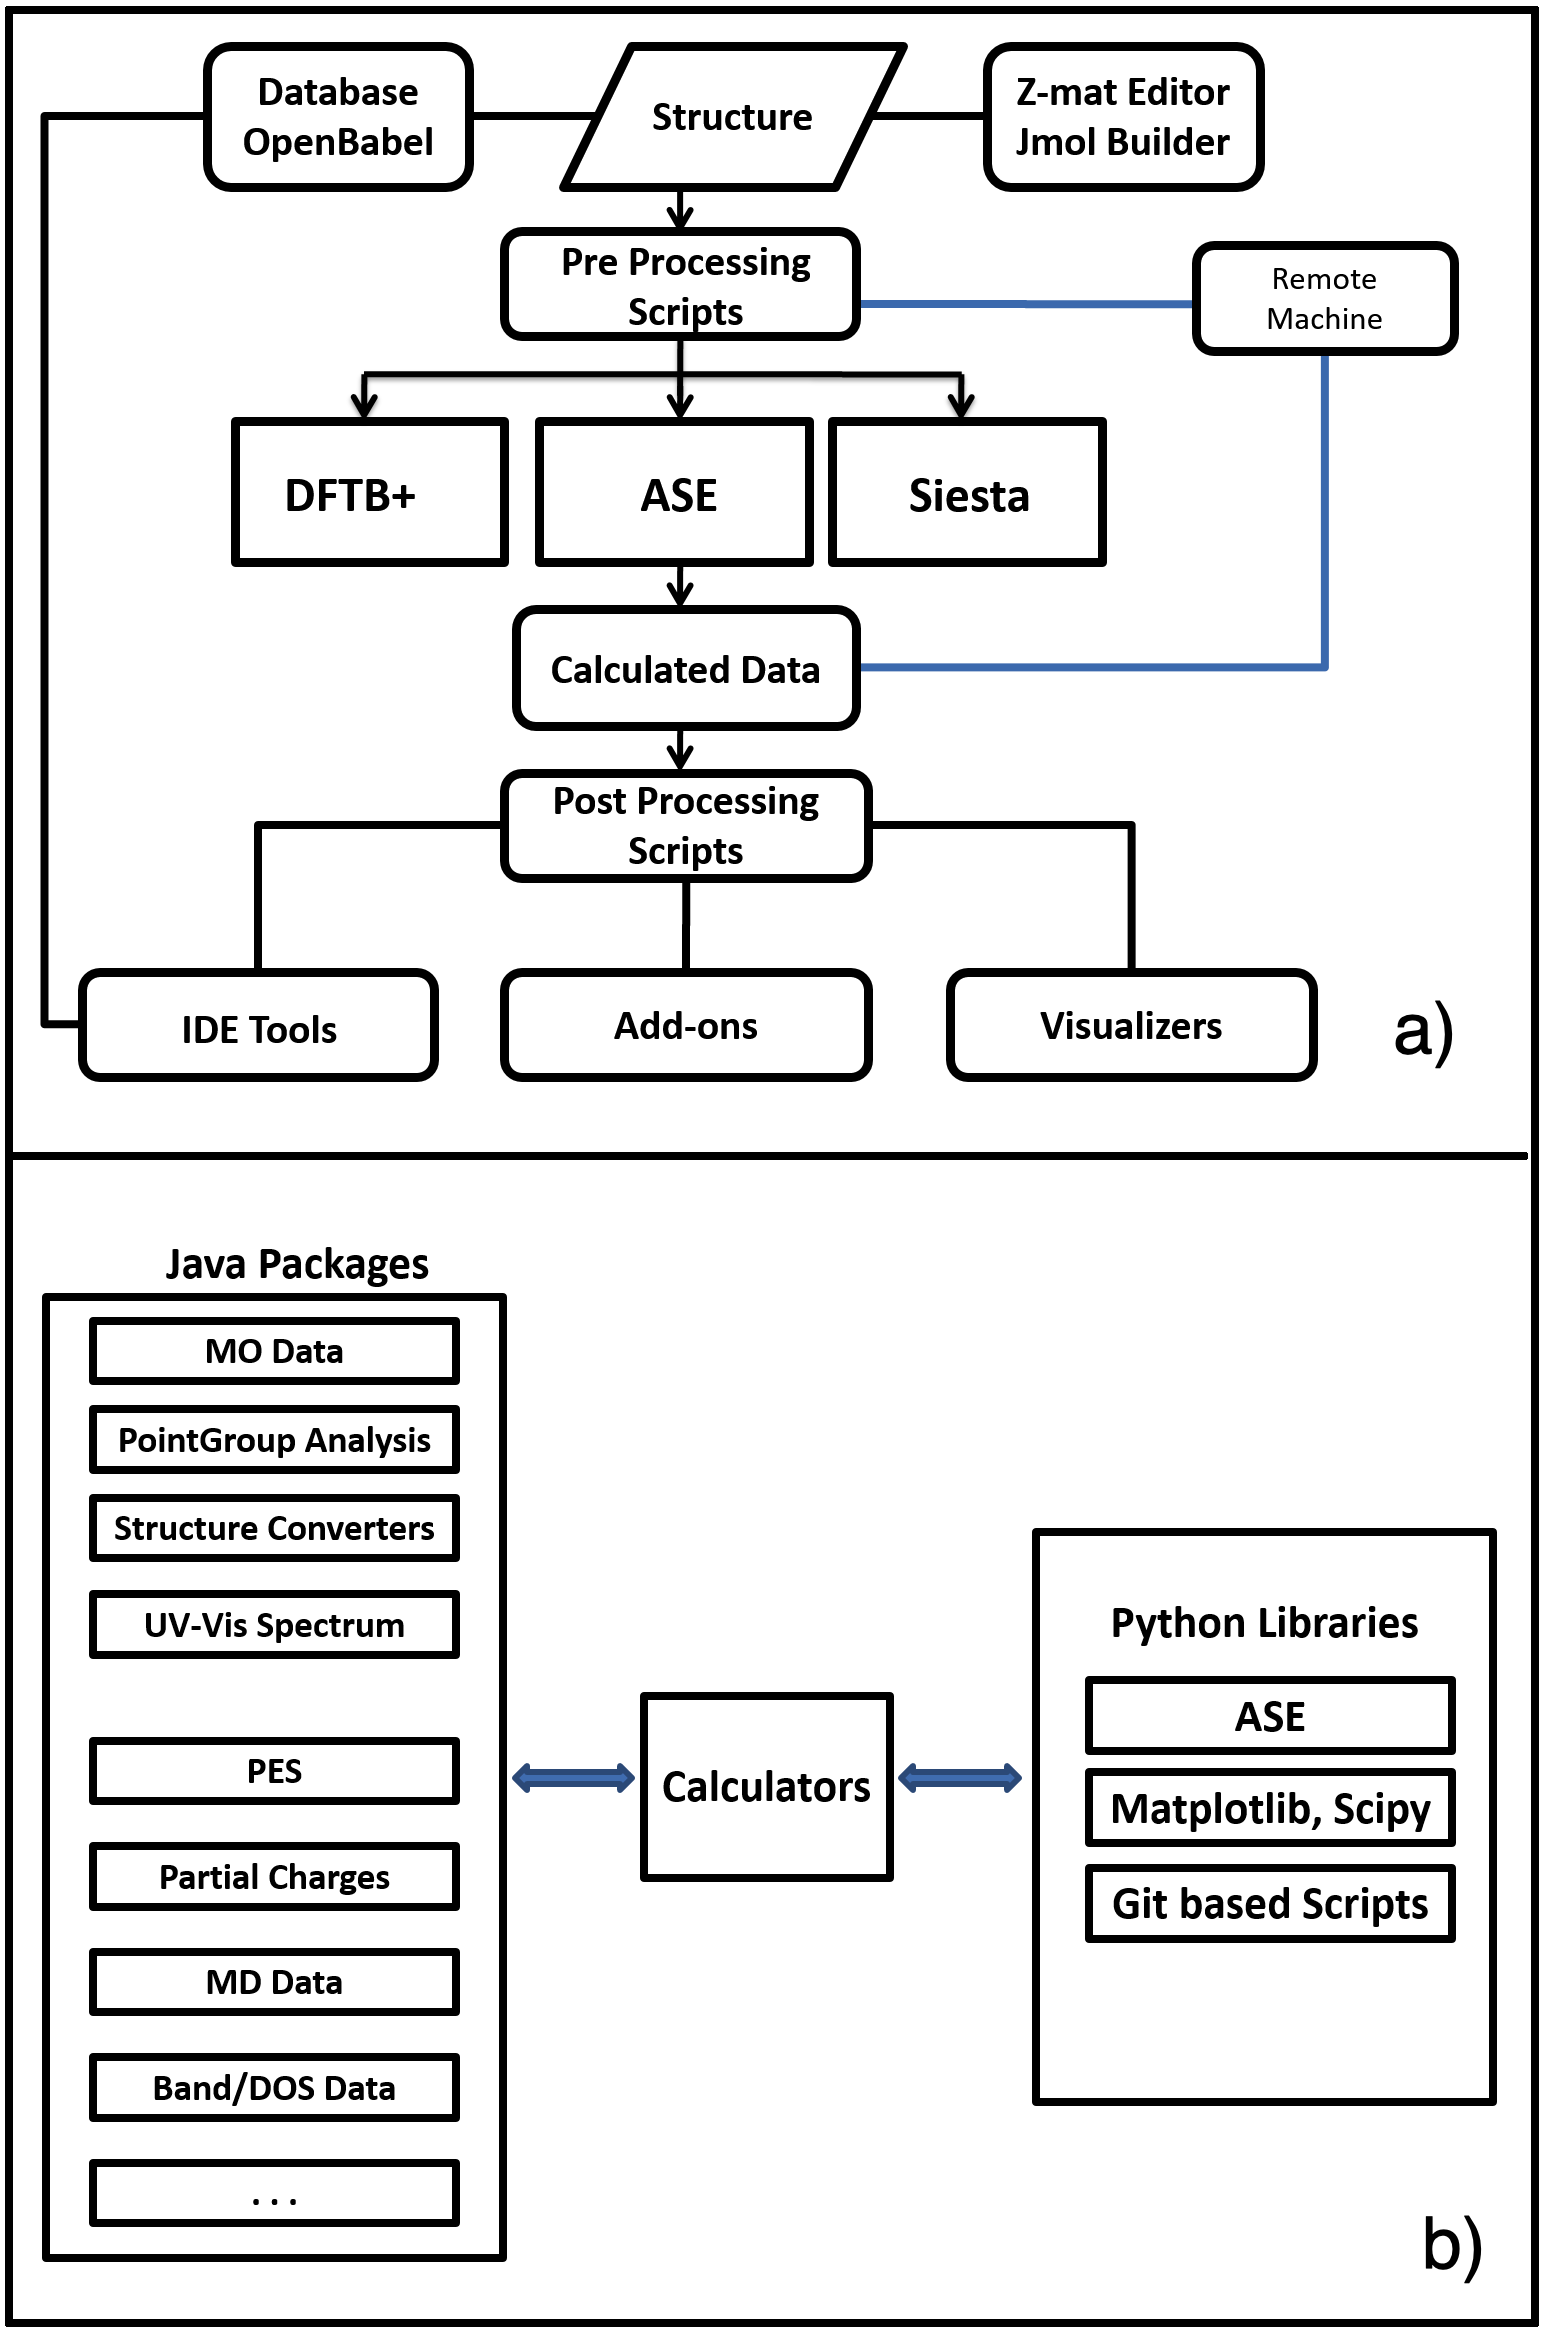 Database
OpenBabel
Structure
Z-mat Editor
Jmol Builder
Pre Processing
Scripts
Remote
Machine
DFTB+
ASE
Siesta
Calculated Data
Post Processing
Scripts
IDE Tools
Add-ons
Visualizers
a)
Java Packages
MO Data
PointGroup Analysis
Structure Converters
UV-Vis Spectrum
PES
Partial Charges
MD Data
Band/DOS Data
. . .
Calculators
Python Libraries
ASE
Matplotlib, Scipy
Git based Scripts
b)